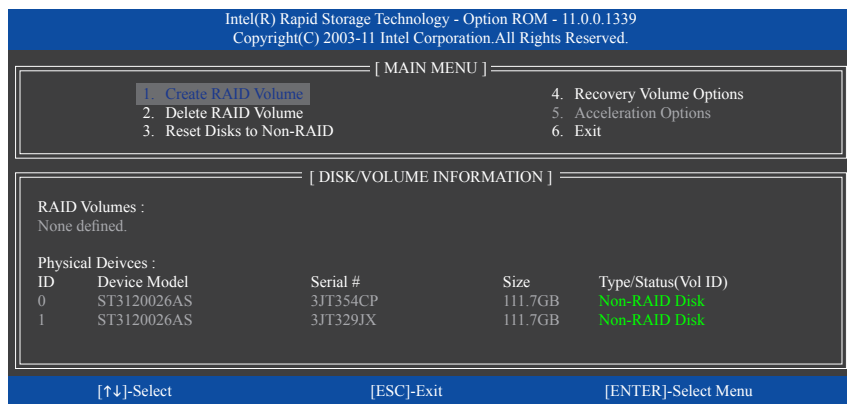 Intel(R) Rapid Storage Technology - Option ROM - 11.0.0.1339
Copyright(C) 2003-11 Intel Corporation.All Rights Reserved.
[ MAIN MENU ]
1. Create RAID Volume 4. Recovery Volume Options
2. Delete RAID Volume 5. Acceleration Options
3. Reset Disks to Non-RAID 6. Exit
[ DISK/VOLUME INFORMATION ]
RAID Volumes :
None defined.
Physical Deivces :
ID Device Model Serial # Size Type/Status(Vol ID)
0 ST3120026AS 3JT354CP 111.7GB Non-RAID Disk
1 ST3120026AS 3JT329JX 111.7GB Non-RAID Disk
[↑↓]-Select [ESC]-Exit [ENTER]-Select Menu